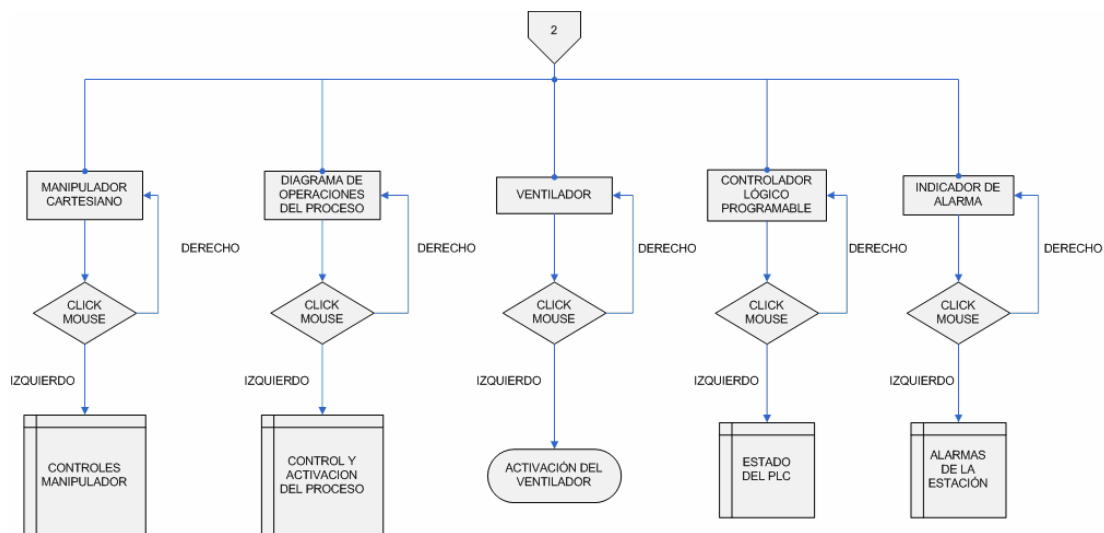 2
MANIPULADOR
CARTESIANO
DIAGRAMA DE
OPERACIONES
DEL PROCESO
VENTILADOR
CONTROLADOR
LÓGICO
PROGRAMABLE
INDICADOR DE
ALARMA
DERECHO
DERECHO
DERECHO
DERECHO
DERECHO
CLICK
MOUSE
CLICK
MOUSE
CLICK
MOUSE
CLICK
MOUSE
CLICK
MOUSE
IZQUIERDO
IZQUIERDO
IZQUIERDO
IZQUIERDO
IZQUIERDO
CONTROLES
MANIPULADOR
CONTROL Y
ACTIVACION
DEL PROCESO
ACTIVACIÓN DEL
VENTILADOR
ESTADO
DEL PLC
ALARMAS
DE LA
ESTACIÓN